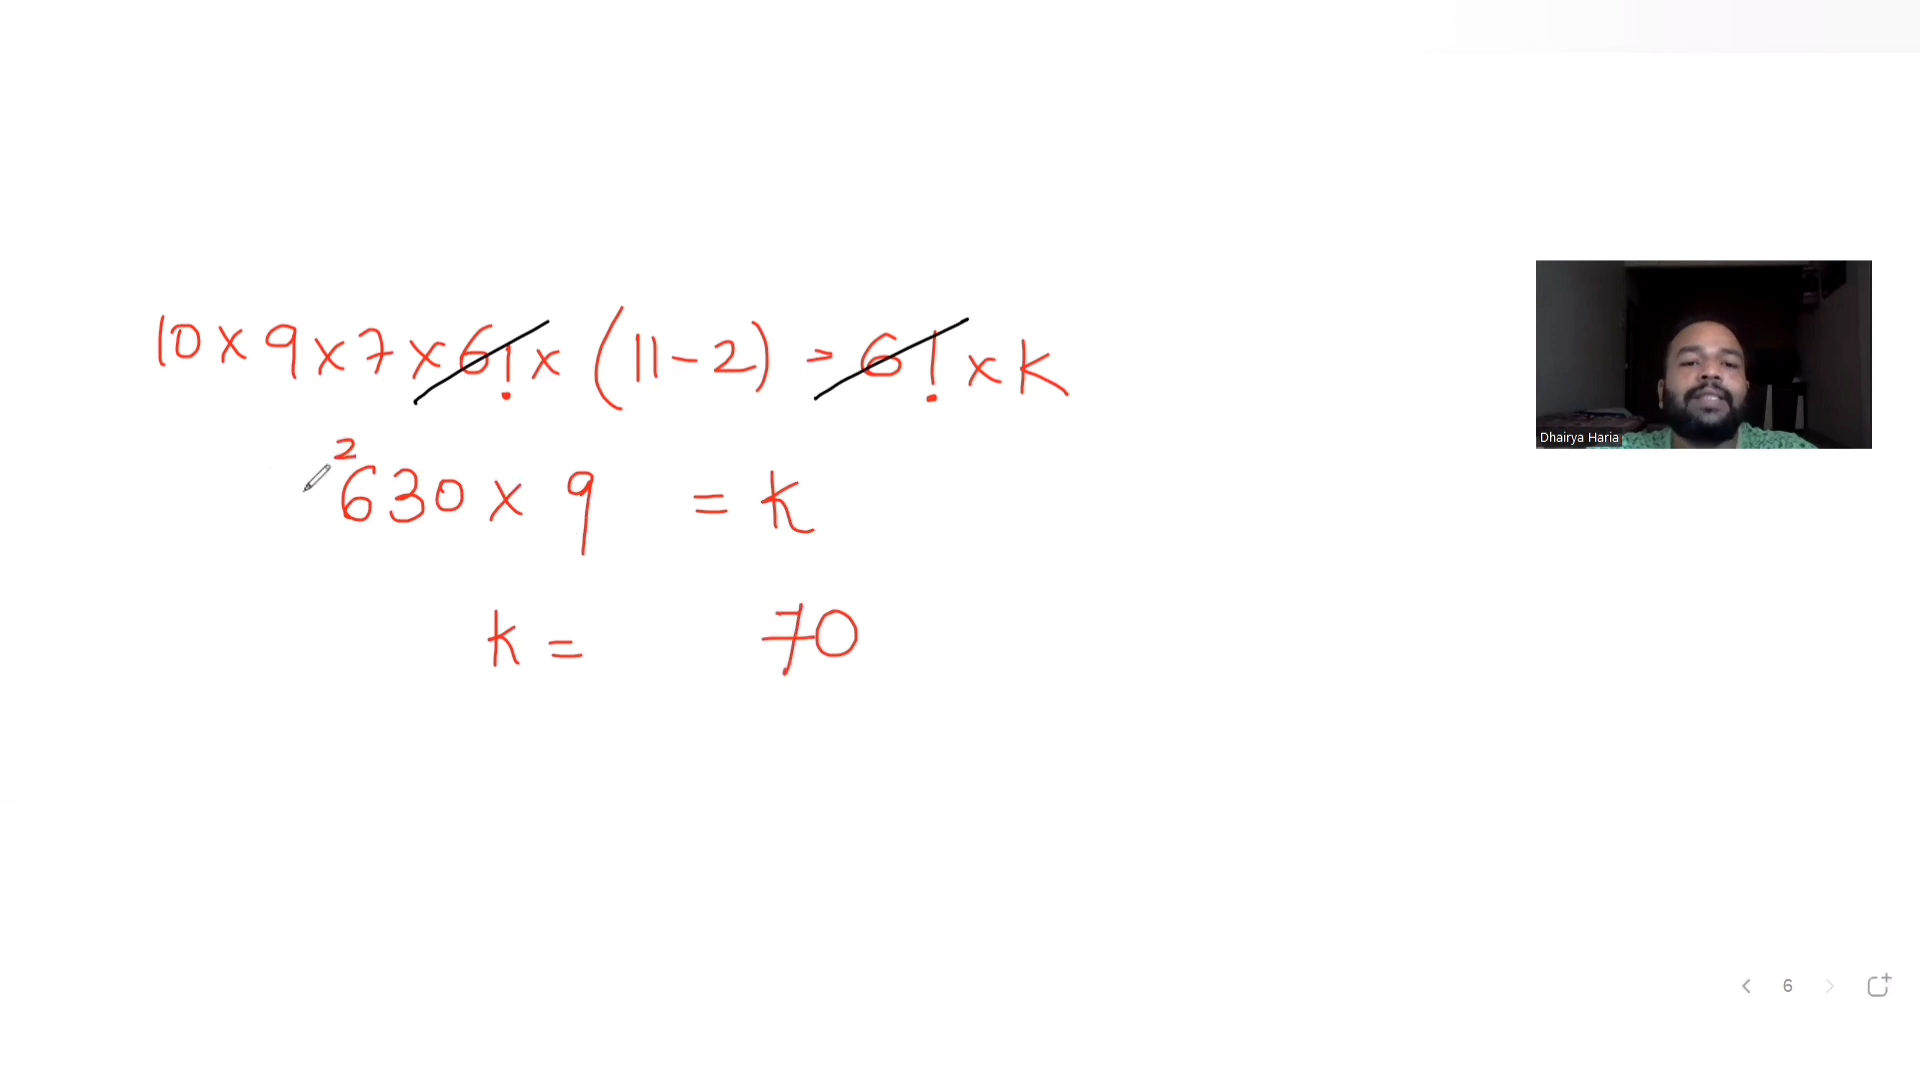 10 x 9 x 7 x 6! x (11 - 2) = 6! x K
2
630 x 9 = K
K = 70
Dhairya Haria
6